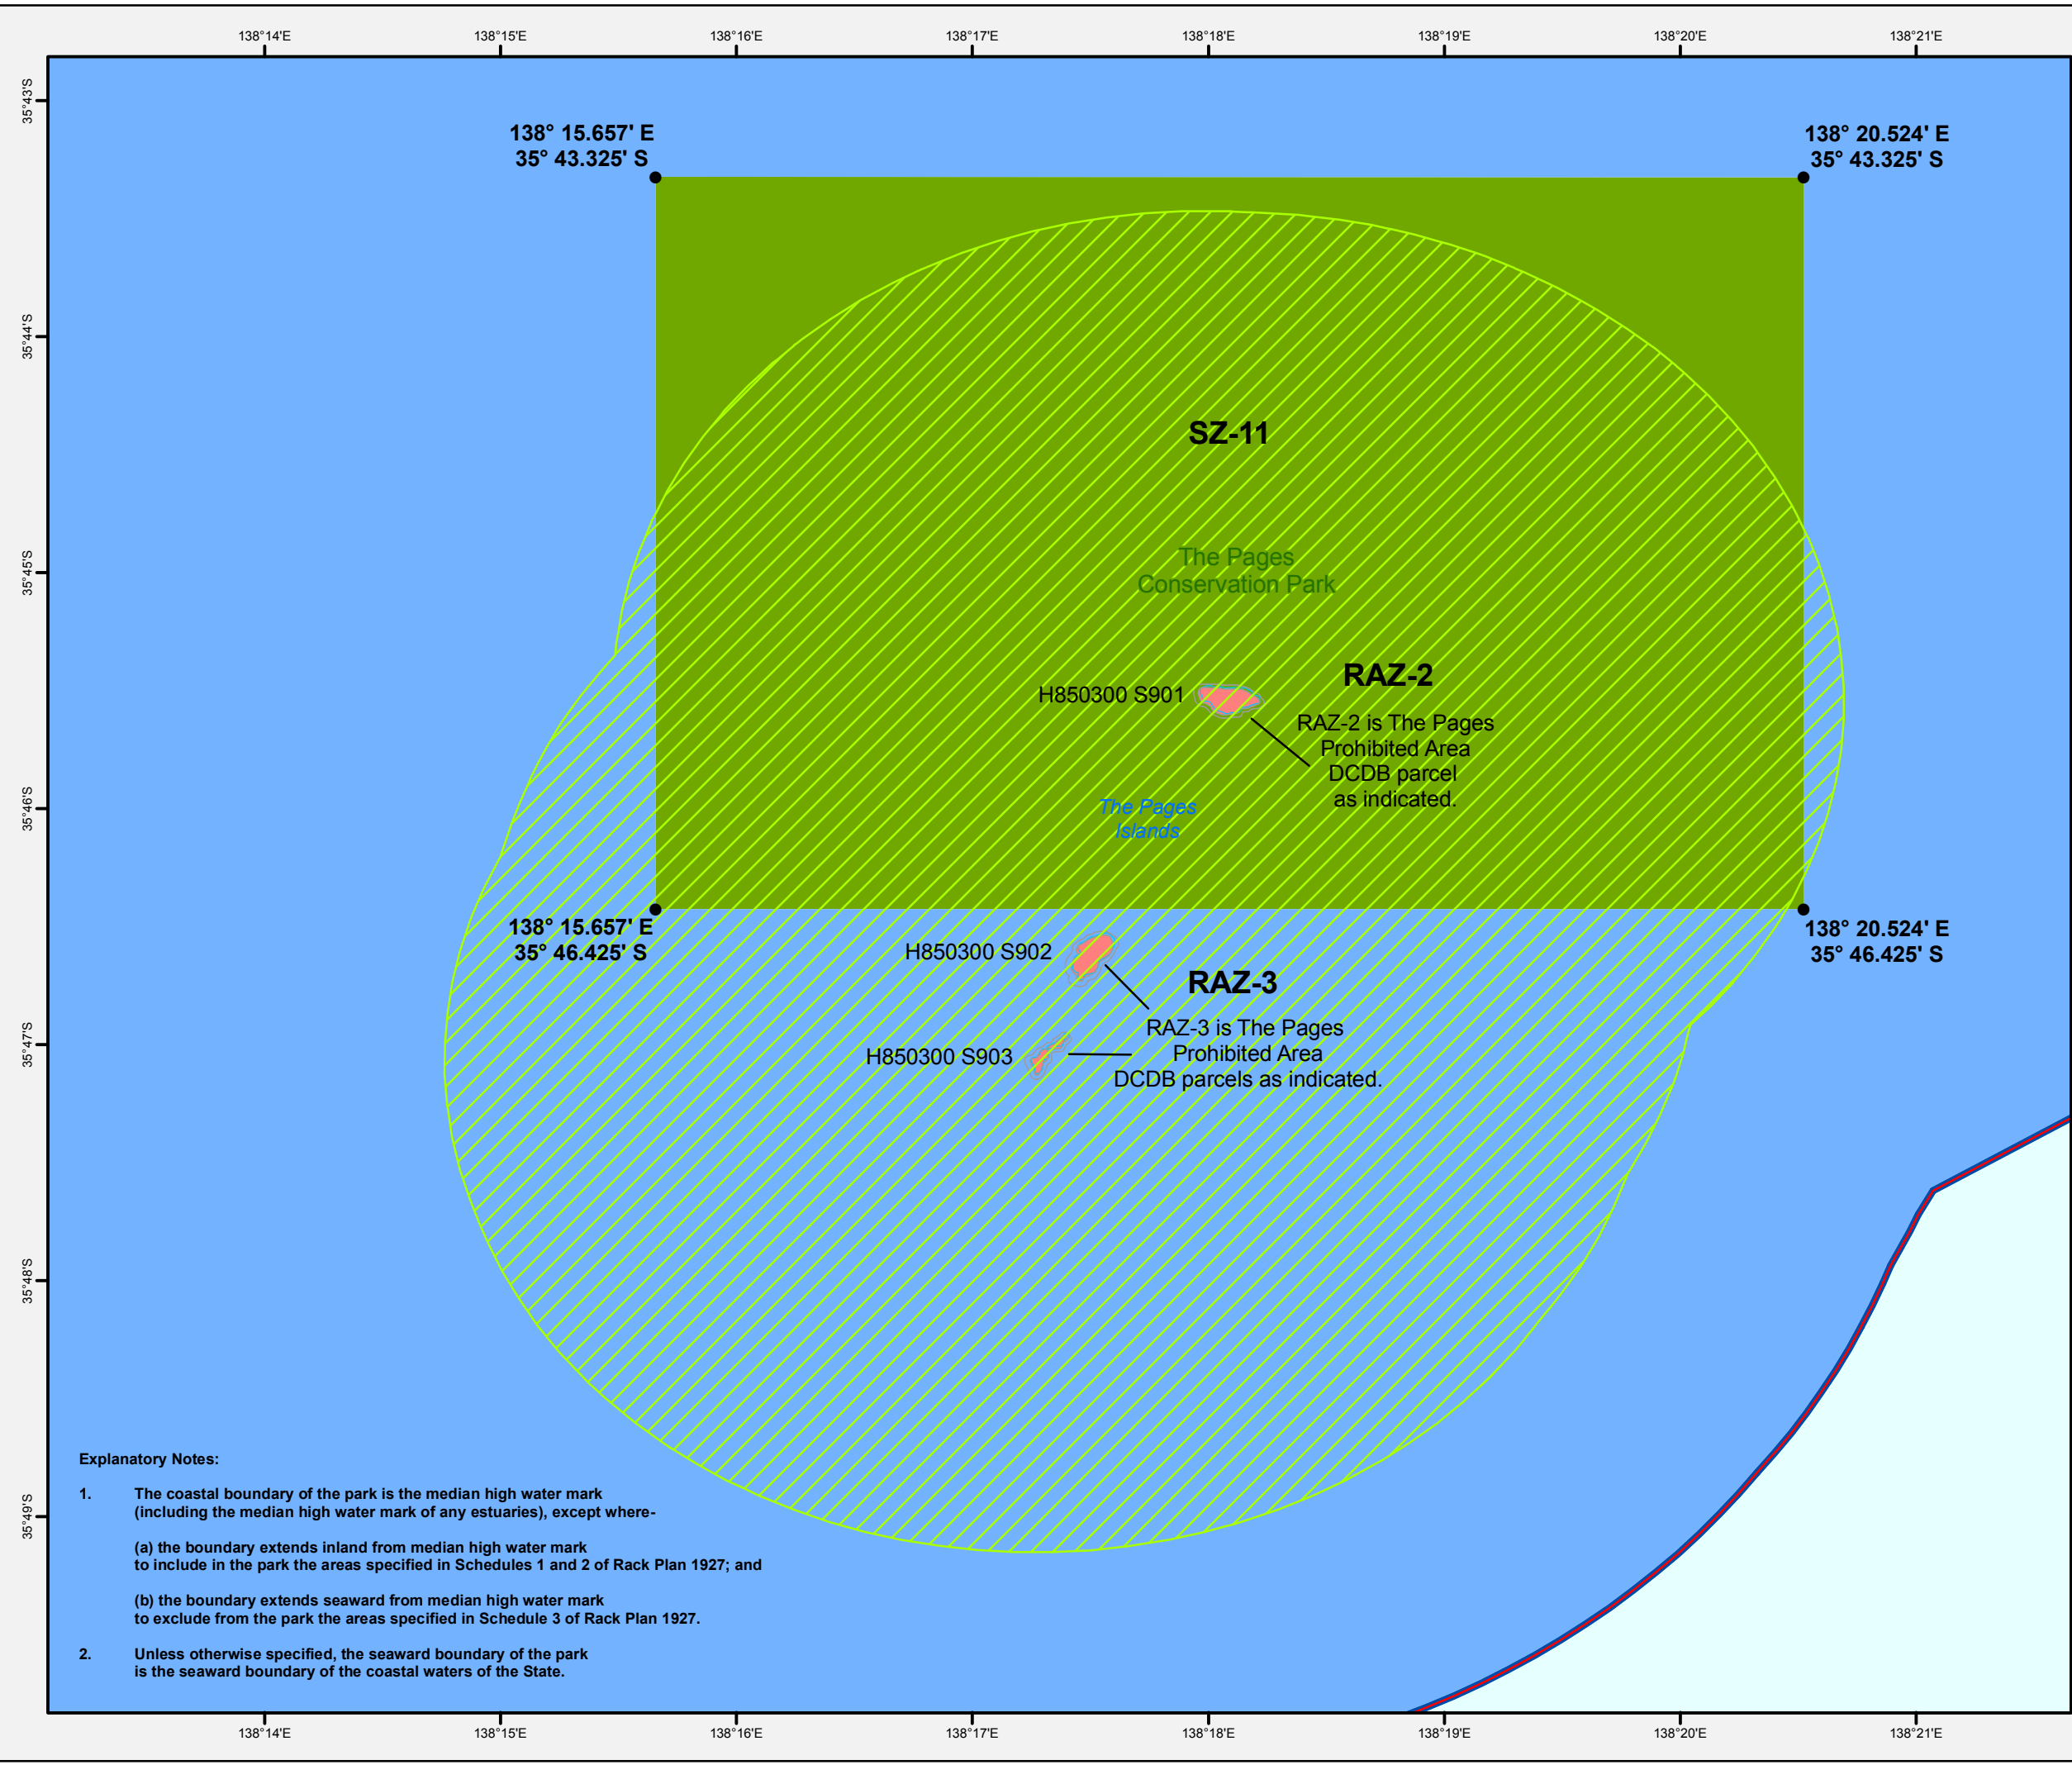 138°14'E
138°15'E
138°16'E
138°17'E
138°18'E
138°19'E
138°20'E
138°21'E
35°43'S
35°44'S
35°45'S
35°46'S
35°47'S
35°48'S
35°49'S
138° 15.657' E
35° 43.325' S
138° 20.524' E
35° 43.325' S
SZ-11
The Pages
Conservation Park
RAZ-2
H850300 S901
RAZ-2 is The Pages
Prohibited Area
DCDB parcel
as indicated.
The Pages
Islands
138° 15.657' E
35° 46.425' S
138° 20.524' E
35° 46.425' S
H850300 S902
RAZ-3
RAZ-3 is The Pages
Prohibited Area
DCDB parcels as indicated.
H850300 S903
Explanatory Notes:
1. The coastal boundary of the park is the median high water mark
(including the median high water mark of any estuaries), except where-
(a) the boundary extends inland from median high water mark
to include in the park the areas specified in Schedules 1 and 2 of Rack Plan 1927; and
(b) the boundary extends seaward from median high water mark
to exclude from the park the areas specified in Schedule 3 of Rack Plan 1927.
2. Unless otherwise specified, the seaward boundary of the park
is the seaward boundary of the coastal waters of the State.
138°14'E
138°15'E
138°16'E
138°17'E
138°18'E
138°19'E
138°20'E
138°21'E